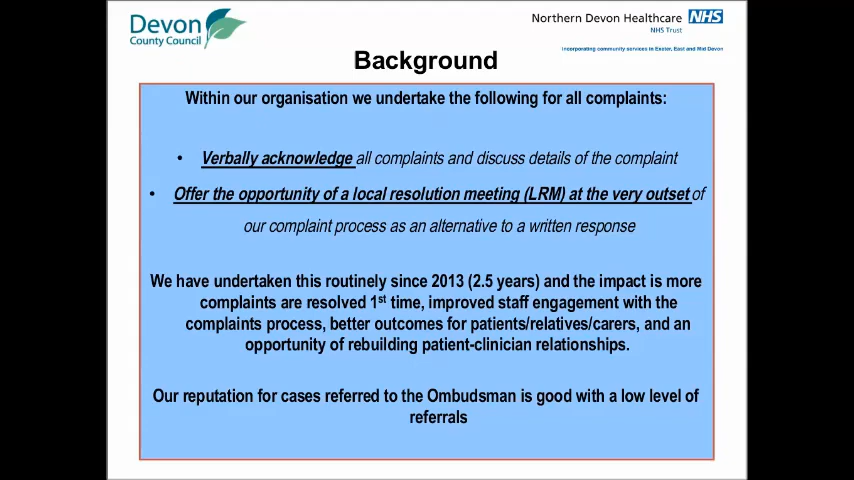 Devon
County Council
Northern Devon Healthcare NHS
NHS Trust
Incorporating community services in Exeter, East and Mid Devon
Background
Within our organisation we undertake the following for all complaints:
• Verbally acknowledge all complaints and discuss details of the complaint
• Offer the opportunity of a local resolution meeting (LRM) at the very outset of
our complaint process as an alternative to a written response
We have undertaken this routinely since 2013 (2.5 years) and the impact is more
complaints are resolved 1st time, improved staff engagement with the
complaints process, better outcomes for patients/relatives/carers, and an
opportunity of rebuilding patient-clinician relationships.
Our reputation for cases referred to the Ombudsman is good with a low level of
referrals